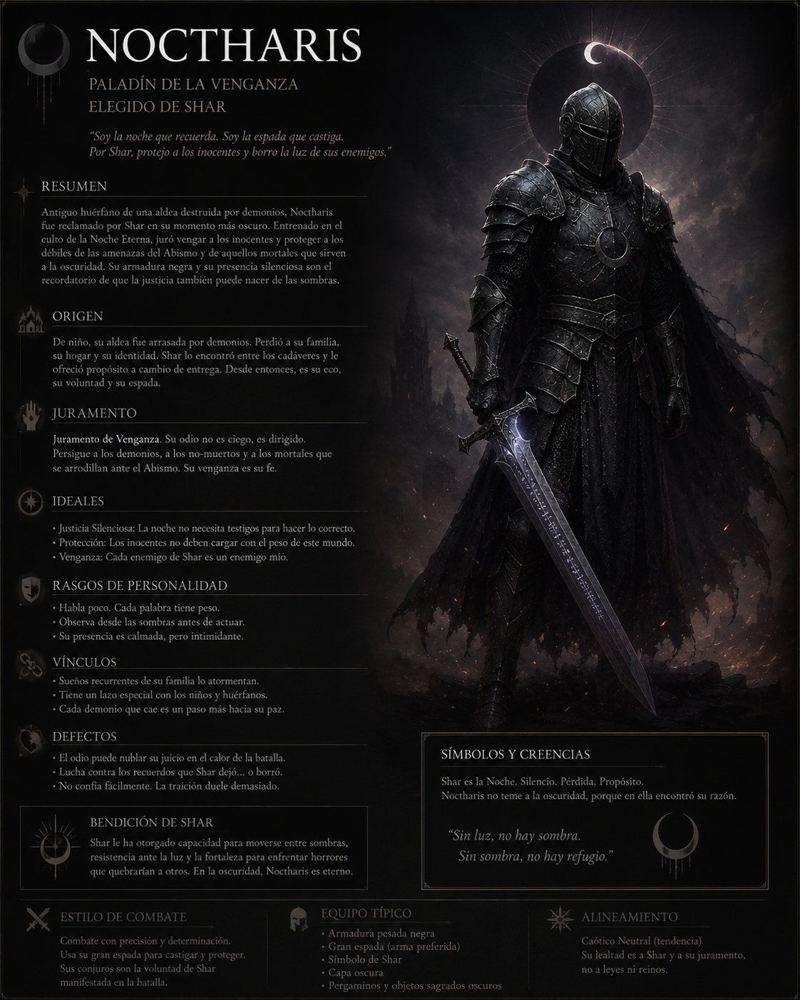 NOCTHARIS
PALADÍN DE LA VENGANZA
ELEGIDO DE SHAR
“Soy la noche que recuerda. Soy la espada que castiga.
Por Shar, protejo a los inocentes y borro la luz de sus enemigos.”
RESUMEN
Antiguo huérfano de una aldea destruida por demonios, Noctharis
fue reclamado por Shar en su momento más oscuro. Entrenado en el
culto de la Noche Eterna, juró vengar a los inocentes y proteger a los
débiles de las amenazas del Abismo y de aquellos mortales que sirven
a la oscuridad. Su armadura negra y su presencia silenciosa son el
recordatorio de que la justicia también puede nacer de las sombras.
ORIGEN
De niño, su aldea fue arrasada por demonios. Perdió a su familia,
su hogar y su identidad. Shar lo encontró entre los cadáveres y le
ofreció propósito a cambio de entrega. Desde entonces, es su eco,
su voluntad y su espada.
JURAMENTO
Juramento de Venganza. Su odio no es ciego, es dirigido.
Persigue a los demonios, a los no-muertos y a los mortales que
se arrodillan ante el Abismo. Su venganza es su fe.
IDEALES
• Justicia Silenciosa: La noche no necesita testigos para hacer lo correcto.
• Protección: Los inocentes no deben cargar con el peso de este mundo.
• Venganza: Cada enemigo de Shar es un enemigo mió.
RASGOS DE PERSONALIDAD
• Habla poco. Cada palabra tiene peso.
• Observa desde las sombras antes de actuar.
• Su presencia es calmada, pero intimidante.
VÍNCULOS
• Sueños recurrentes de su familia lo atormentan.
• Tiene un lazo especial con los niños y huérfanos.
• Cada demonio que cae es un paso más hacia su paz.
DEFECTOS
• El odio puede nublar su juicio en el calor de la batalla.
• Lucha contra los recuerdos que Shar dejó... o borró.
• No confía fácilmente. La traición duele demasiado.
BENDICIÓN DE SHAR
Shar le ha otorgado capacidad para moverse entre sombras,
resistencia ante la luz y la fortaleza para enfrentar horrores
que quebrarían a otros. En la oscuridad, Noctharis es eterno.
SÍMBOLOS Y CREENCIAS
Shar es la Noche. Silencio. Pérdida. Propósito.
Noctharis no teme a la oscuridad, porque en ella encontró su razón.
“Sin luz, no hay sombra.
Sin sombra, no hay refugio.”
ESTILO DE COMBATE
Combate con precisión y determinación.
Usa su gran espada para castigar y proteger.
Sus conjuros son la voluntad de Shar
manifestada en la batalla.
EQUIPO TÍPICO
• Armadura pesada negra
• Gran espada (arma preferida)
• Símbolo de Shar
• Capa oscura
• Pergaminos y objetos sagrados oscuros
ALINEAMIENTO
Caótico Neutral (tendencia)
Su lealtad es a Shar y a su juramento,
no a leyes ni reinos.